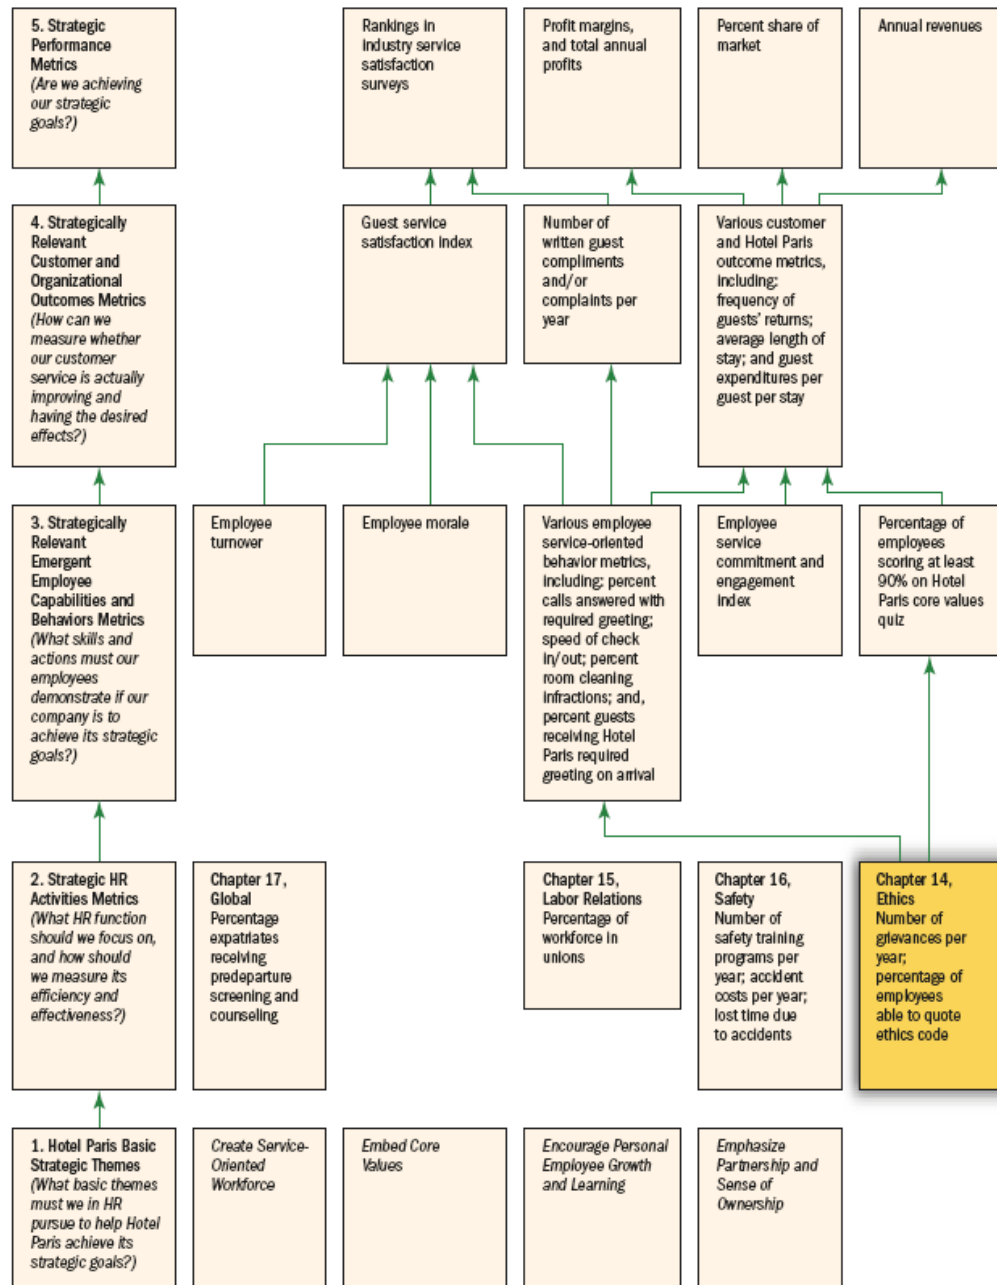 5. Strategic
Performance
Metrics
(Are we achieving
our strategic
goals?)
Rankings in
industry service
satisfaction
surveys
Profit margins,
and total annual
profits
Percent share of
market
Annual revenues
4. Strategically
Relevant
Customer and
Organizational
Outcomes Metrics
(How can we
measure whether
our customer
service is actually
improving and
having the desired
effects?)
Guest service
satisfaction index
Number of
written guest
compliments
and/or
complaints per
year
Various customer
and Hotel Paris
outcome metrics,
including:
frequency of
guests' returns;
average length of
stay; and guest
expenditures per
guest per stay
3. Strategically
Relevant
Emergent
Employee
Capabilities and
Behaviors Metrics
(What skills and
actions must our
employees
demonstrate if our
company is to
achieve its strategic
goals?)
Employee
turnover
Employee morale
Various employee
service-oriented
behavior metrics,
including: percent
calls answered with
required greeting;
speed of check
in/out; percent
room cleaning
infractions; and,
percent guests
receiving Hotel
Paris required
greeting on arrival
Employee
service
commitment and
engagement
index
Percentage of
employees
scoring at least
90% on Hotel
Paris core values
quiz
2. Strategic HR
Activities Metrics
(What HR function
should we focus on,
and how should
we measure its
efficiency and
effectiveness?)
Chapter 17,
Global
Percentage
expatriates
receiving
predeparture
screening and
counseling
Chapter 15,
Labor Relations
Percentage of
workforce in
unions
Chapter 16,
Safety
Number of
safety training
programs per
year; accident
costs per year;
lost time due
to accidents
Chapter 14,
Ethics
Number of
grievances per
year;
percentage of
employees
able to quote
ethics code
1. Hotel Paris Basic
Strategic Themes
(What basic themes
must we in HR
pursue to help Hotel
Paris achieve its
strategic goals?)
Create Service-
Oriented
Workforce
Embed Core
Values
Encourage Personal
Employee Growth
and Learning
Emphasize
Partnership and
Sense of
Ownership